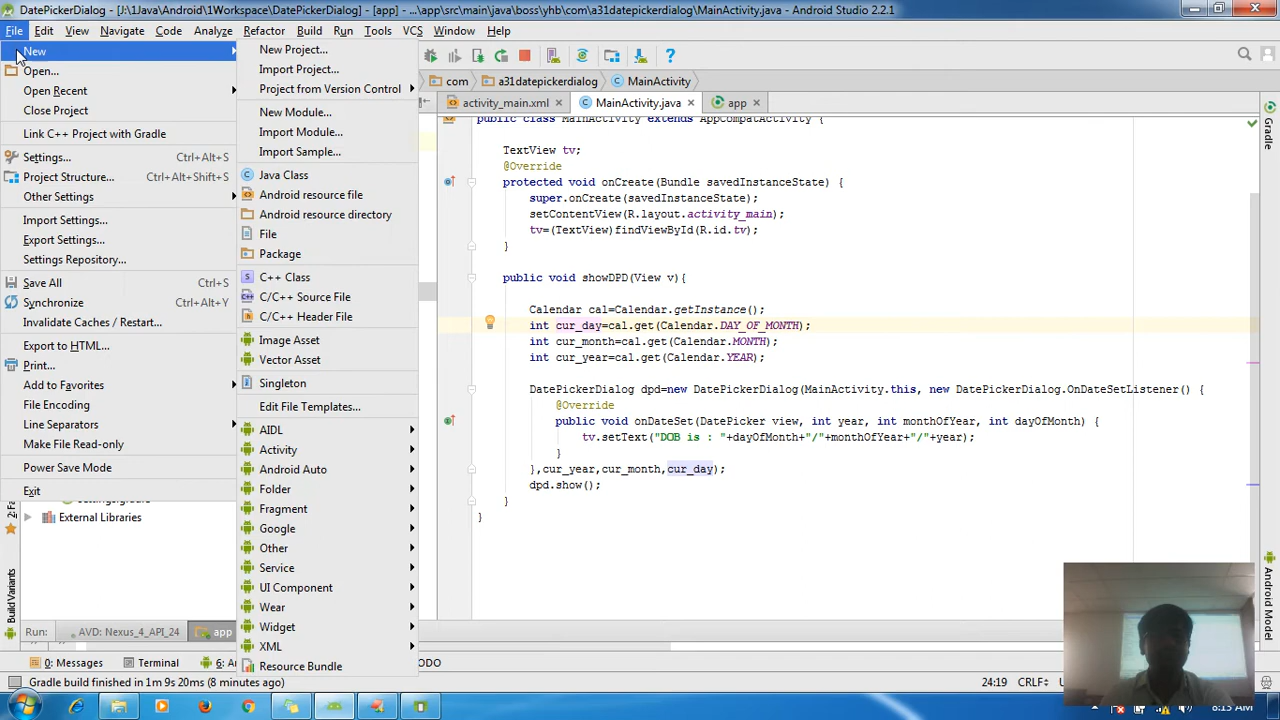 DatePickerDialog - [J:\1Java\Android\1Workspace\DatePickerDialog] - [app] - ...\app\src\main\java\boss\yhb\com\a31datepickerdialog\MainActivity.java - Android Studio 2.2.1
File Edit View Navigate Code Analyze Refactor Build Run Tools VCS Window Help
New
Open...
Open Recent
Close Project
Link C++ Project with Gradle
Settings... Ctrl+Alt+S
Project Structure... Ctrl+Alt+Shift+S
Other Settings
Import Settings...
Export Settings...
Settings Repository...
Save All Ctrl+S
Synchronize Ctrl+Alt+Y
Invalidate Caches / Restart...
Export to HTML...
Print...
Add to Favorites
File Encoding
Line Separators
Make File Read-only
Power Save Mode
Exit
External Libraries
New Project...
Import Project...
Project from Version Control
New Module...
Import Module...
Import Sample...
Java Class
Android resource file
Android resource directory
File
Package
C++ Class
C/C++ Source File
C/C++ Header File
Image Asset
Vector Asset
Singleton
Edit File Templates...
AIDL
Activity
Android Auto
Folder
Fragment
Google
Other
Service
UI Component
Wear
Widget
XML
Resource Bundle
com a31datepickerdialog MainActivity
activity_main.xml MainActivity.java app
public class MainActivity extends AppCompatActivity {
TextView tv;
@Override
protected void onCreate(Bundle savedInstanceState) {
super.onCreate(savedInstanceState);
setContentView(R.layout.activity_main);
tv=(TextView)findViewById(R.id.tv);
}
public void showDPD(View v){
Calendar cal=Calendar.getInstance();
int cur_day=cal.get(Calendar.DAY_OF_MONTH);
int cur_month=cal.get(Calendar.MONTH);
int cur_year=cal.get(Calendar.YEAR);
DatePickerDialog dpd=new DatePickerDialog(MainActivity.this, new DatePickerDialog.OnDateSetListener() {
@Override
public void onDateSet(DatePicker view, int year, int monthOfYear, int dayOfMonth) {
tv.setText("DOB is : "+dayOfMonth+"/"+monthOfYear+"/"+year);
}
},cur_year,cur_month,cur_day);
dpd.show();
}
}
Gradle
Android Model
Build Variants
Run: AVD: Nexus_4_API_24 app
0: Messages Terminal 6: ODO
Gradle build finished in 1m 9s 20ms (8 minutes ago) 24:19 CRLF
8:13 AM